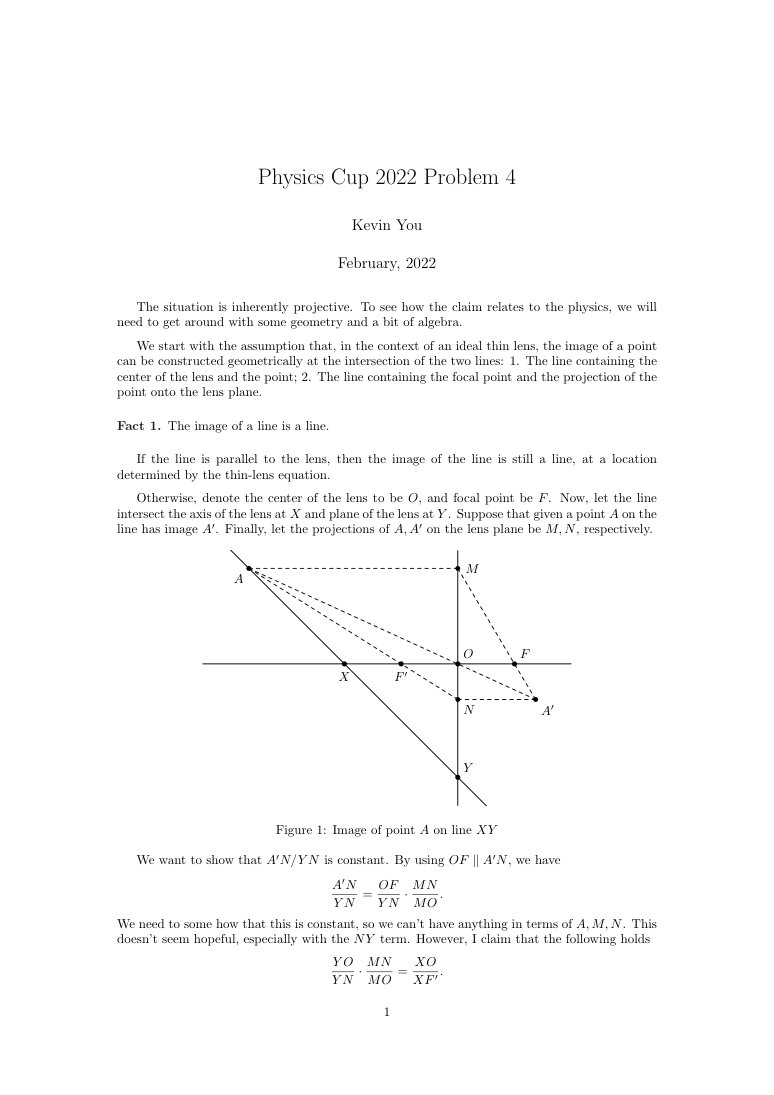 Physics Cup 2022 Problem 4
Kevin You
February, 2022
The situation is inherently projective. To see how the claim relates to the physics, we will
need to get around with some geometry and a bit of algebra.
We start with the assumption that, in the context of an ideal thin lens, the image of a point
can be constructed geometrically at the intersection of the two lines: 1. The line containing the
center of the lens and the point; 2. The line containing the focal point and the projection of the
point onto the lens plane.
Fact 1. The image of a line is a line.
If the line is parallel to the lens, then the image of the line is still a line, at a location
determined by the thin-lens equation.
Otherwise, denote the center of the lens to be O, and focal point be F. Now, let the line
intersect the axis of the lens at X and plane of the lens at Y. Suppose that given a point A on the
line has image A′. Finally, let the projections of A, A′ on the lens plane be M, N, respectively.
A
M
O
F
X
F′
N
A′
Y
Figure 1: Image of point A on line XY
We want to show that A′N/YN is constant. By using OF ∥ A′N, we have
A′N/YN = OF/YN · MN/MO.
We need to some how that this is constant, so we can't have anything in terms of A, M, N. This
doesn't seem hopeful, especially with the NY term. However, I claim that the following holds
YO/YN · MN/MO = XO/XF′.
1